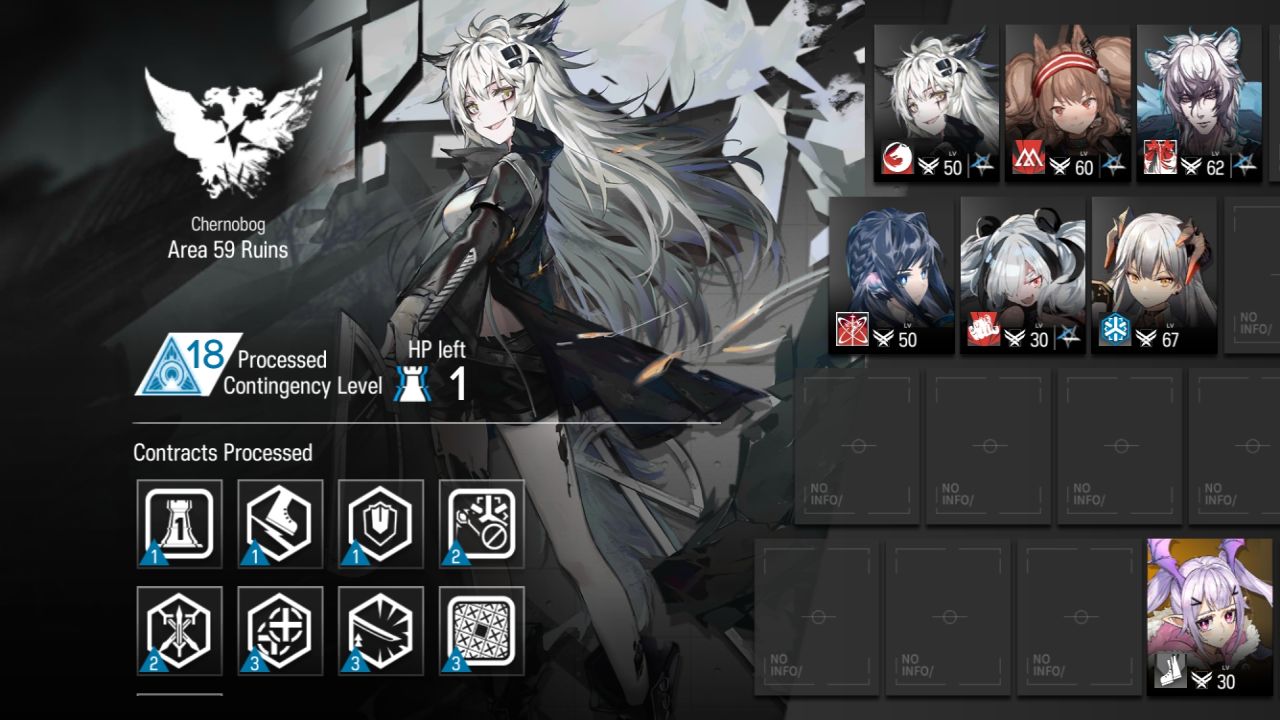 Chernobog
Area 59 Ruins
18
Processed
Contingency Level
HP left
1
Contracts Processed
1
1
1
1
2
2
3
3
3
LV
50
LV
60
LV
62
LV
50
LV
30
LV
67
NO
INFO/
NO
INFO/
NO
INFO/
NO
INFO/
NO
INFO/
NO
INFO/
NO
INFO/
NO
INFO/
LV
30